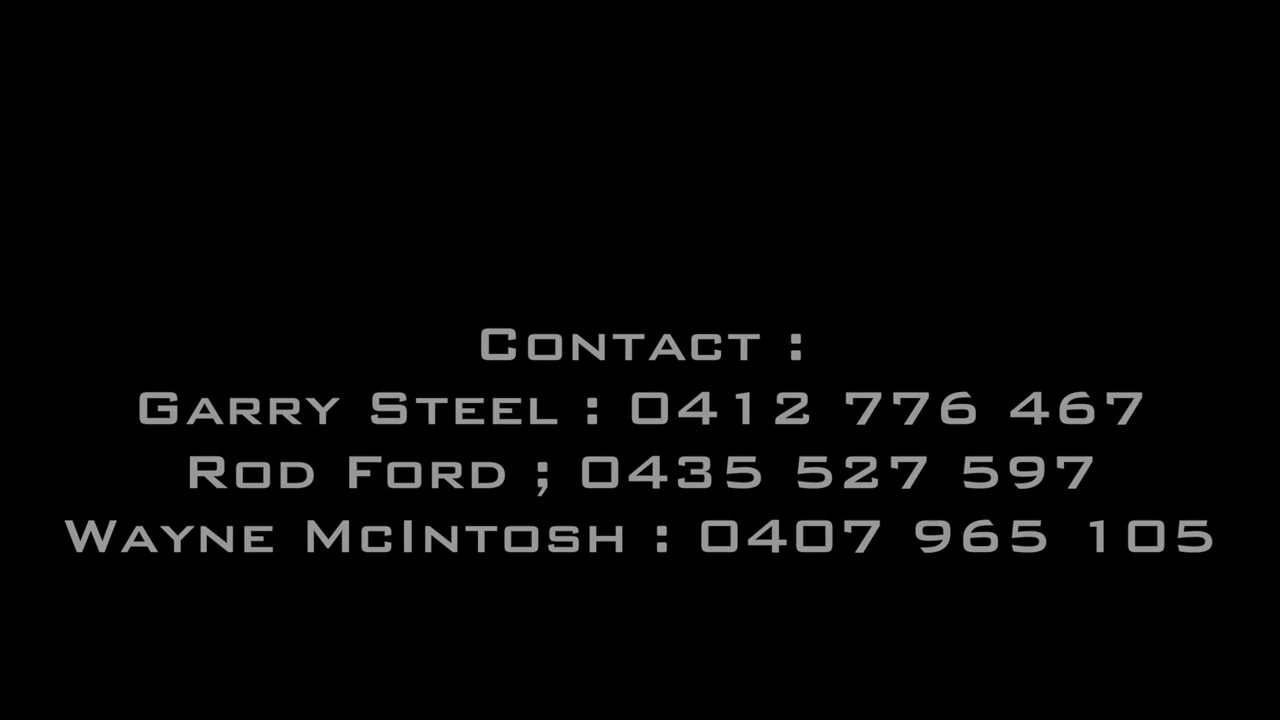 Contact :
Garry Steel : 0412 776 467
Rod Ford ; 0435 527 597
Wayne McIntosh : 0407 965 105